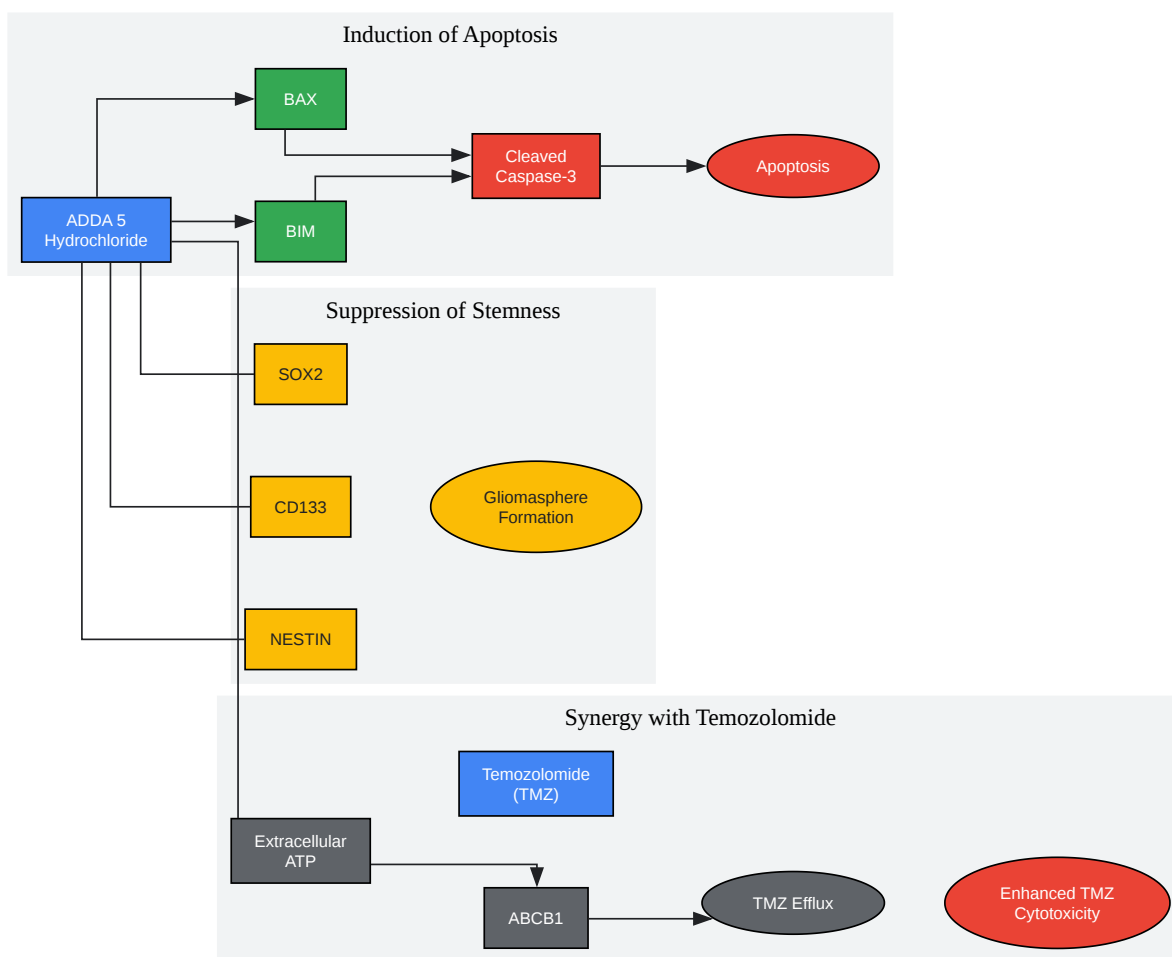 Induction of Apoptosis
BAX
Cleaved
Caspase-3
Apoptosis
ADDA 5
Hydrochloride
BIM
Suppression of Stemness
SOX2
CD133
Gliomasphere
Formation
NESTIN
Synergy with Temozolomide
Temozolomide
(TMZ)
Extracellular
ATP
ABCB1
TMZ Efflux
Enhanced TMZ
Cytotoxicity